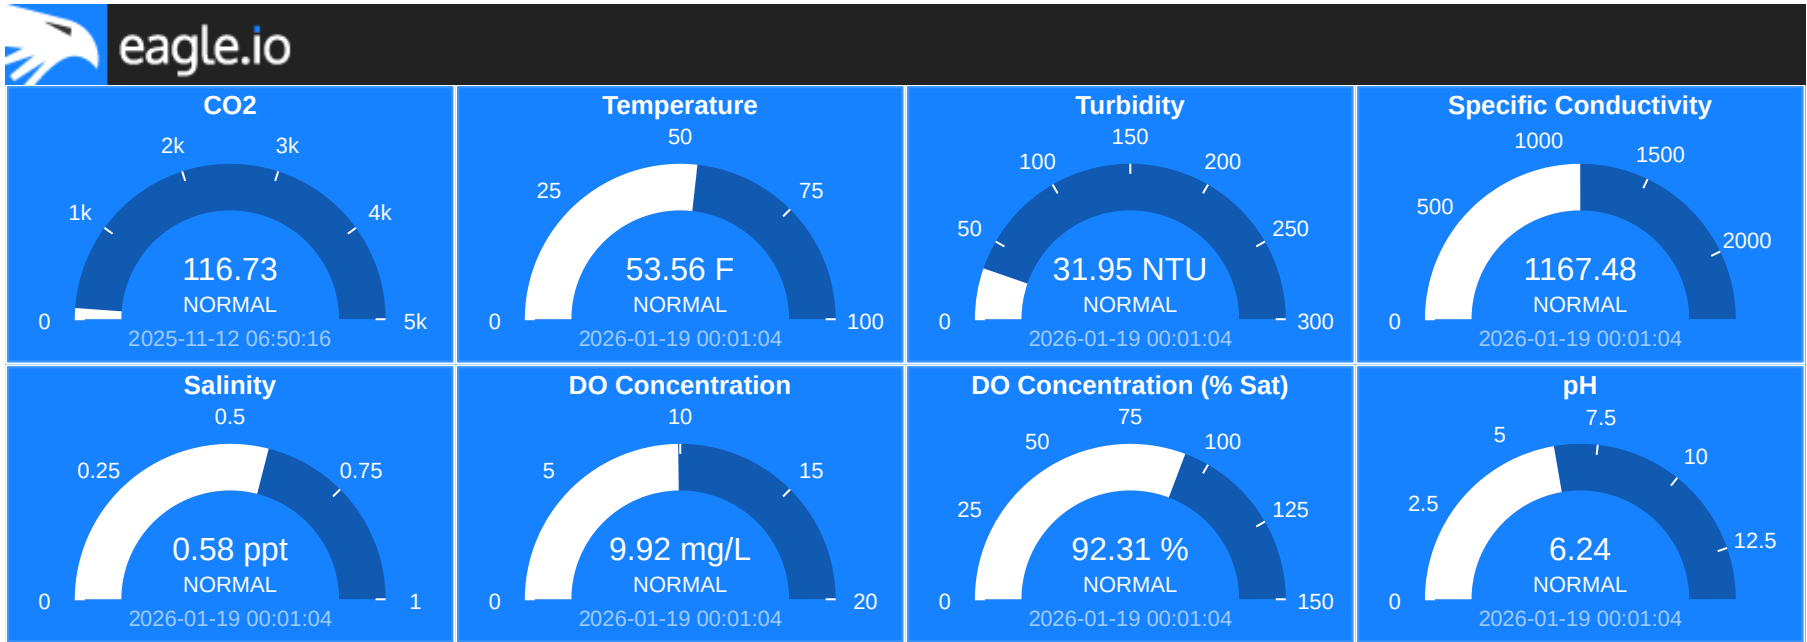 eagle.io
CO2
2k
3k
1k
4k
116.73
NORMAL
0
5k
2025-11-12 06:50:16
Temperature
50
25
75
53.56 F
NORMAL
0
100
2026-01-19 00:01:04
Turbidity
150
100
200
50
250
31.95 NTU
NORMAL
0
300
2026-01-19 00:01:04
Specific Conductivity
1000
1500
500
2000
1167.48
NORMAL
0
2026-01-19 00:01:04
Salinity
0.5
0.25
0.75
0.58 ppt
NORMAL
0
1
2026-01-19 00:01:04
DO Concentration
10
5
15
9.92 mg/L
NORMAL
0
20
2026-01-19 00:01:04
DO Concentration (% Sat)
75
50
100
25
125
92.31 %
NORMAL
0
150
2026-01-19 00:01:04
pH
7.5
5
10
2.5
12.5
6.24
NORMAL
0
2026-01-19 00:01:04